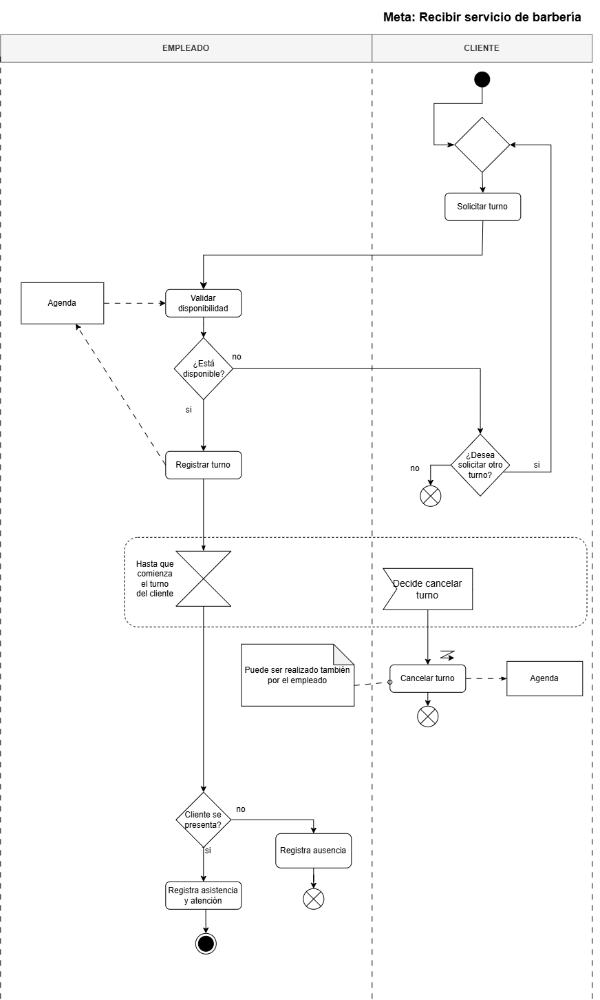 Meta: Recibir servicio de barbería
EMPLEADO
CLIENTE
Solicitar turno
Agenda
Validar
disponibilidad
¿Está
disponible?
no
si
¿Desea
solicitar otro
turno?
no
si
Registrar turno
Hasta que
comienza
el turno
del cliente
Decide cancelar
turno
Puede ser realizado también
por el empleado
Cancelar turno
Agenda
Cliente se
presenta?
no
si
Registra ausencia
Registra asistencia
y atención